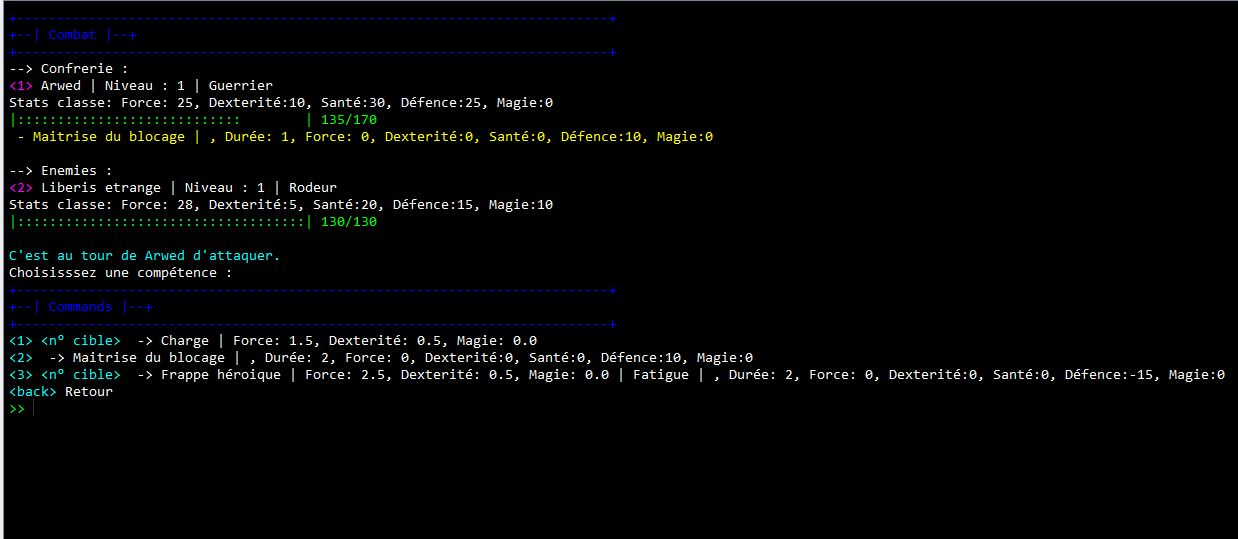 +--------------------------------------------------------------------------+
+--| Combat |--+
+--------------------------------------------------------------------------+
--> Confrerie :
<1> Arwed | Niveau : 1 | Guerrier
Stats classe: Force: 25, Dexterité:10, Santé:30, Défence:25, Magie:0
|::::::::::::::::::::::::::::        | 135/170
 - Maitrise du blocage | , Durée: 1, Force: 0, Dexterité:0, Santé:0, Défence:10, Magie:0
--> Enemies :
<2> Liberis etrange | Niveau : 1 | Rodeur
Stats classe: Force: 28, Dexterité:5, Santé:20, Défence:15, Magie:10
|::::::::::::::::::::::::::::::::::::| 130/130
C'est au tour de Arwed d'attaquer.
Choisisssez une compétence :
+--------------------------------------------------------------------------+
+--| Commands |--+
+--------------------------------------------------------------------------+
<1> <n° cible>  -> Charge | Force: 1.5, Dexterité: 0.5, Magie: 0.0
<2>  -> Maitrise du blocage | , Durée: 2, Force: 0, Dexterité:0, Santé:0, Défence:10, Magie:0
<3> <n° cible>  -> Frappe héroique | Force: 2.5, Dexterité: 0.5, Magie: 0.0 | Fatigue | , Durée: 2, Force: 0, Dexterité:0, Santé:0, Défence:-15, Magie:0
<back> Retour
>>